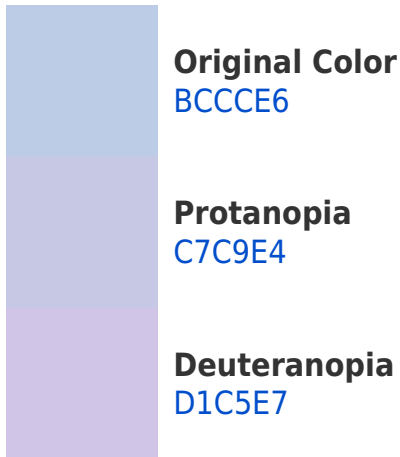 Original Color
BCCCE6
Protanopia
C7C9E4
Deuteranopia
D1C5E7